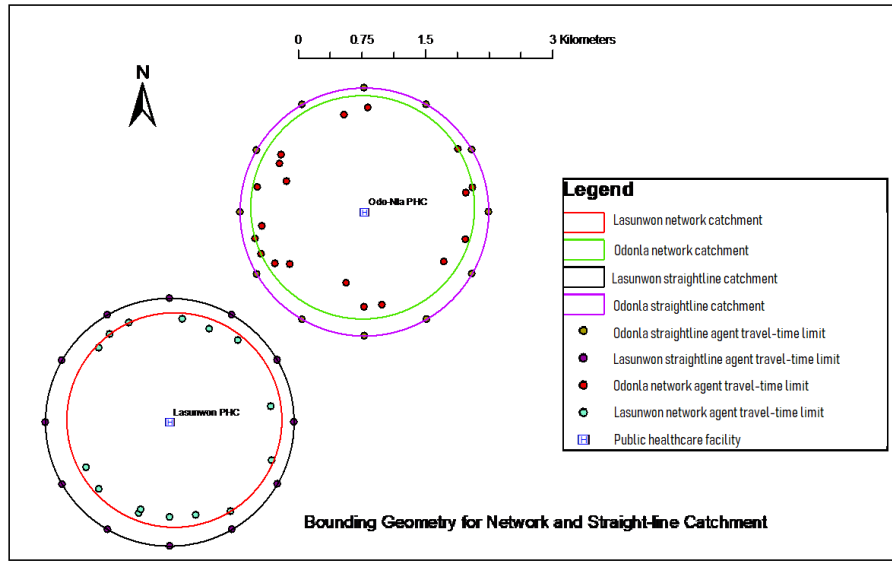 0 0.75 1.5 3 Kilometers
N
Odo-Nla PHC
Legend
Lasunwon network catchment
Odonla network catchment
Lasunwon straightline catchment
Odonla straightline catchment
Odonla straightline agent travel-time limit
Lasunwon straightline agent travel-time limit
Odonla network agent travel-time limit
Lasunwon network agent travel-time limit
H Public healthcare facility
Lasunwon PHC
Bounding Geometry for Network and Straight-line Catchment